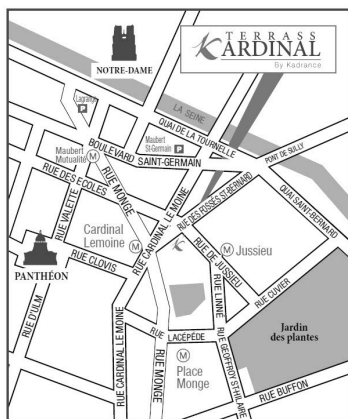 TERRASS
KARDINAL
By Kadrance
NOTRE-DAME
Lagrange
P
LA SEINE
QUAI DE LA TOURNELLE
Maubert
St-Germain
P
BOULEVARD
SAINT-GERMAIN
PONT DE SULLY
Maubert
Mutualité
M
RUE DES ECOLES
RUE MONGE
QUAI SAINT-BERNARD
RUE VALETTE
RUE DES FOSSÉS ST-BERNARD
Cardinal
Lemoine
M
RUE CARDINAL LE MOINE
K
M
Jussieu
RUE DE JUSSIEU
PANTHÉON
RUE CLOVIS
RUE LINNÉ
RUE CUVIER
RUE D'ULM
RUE CARDINAL LE MOINE
RUE
LACÉPÈDE
Jardin
des plantes
RUE MONGE
M
Place
Monge
RUE GEOFFROY ST-HILAIRE
RUE BUFFON